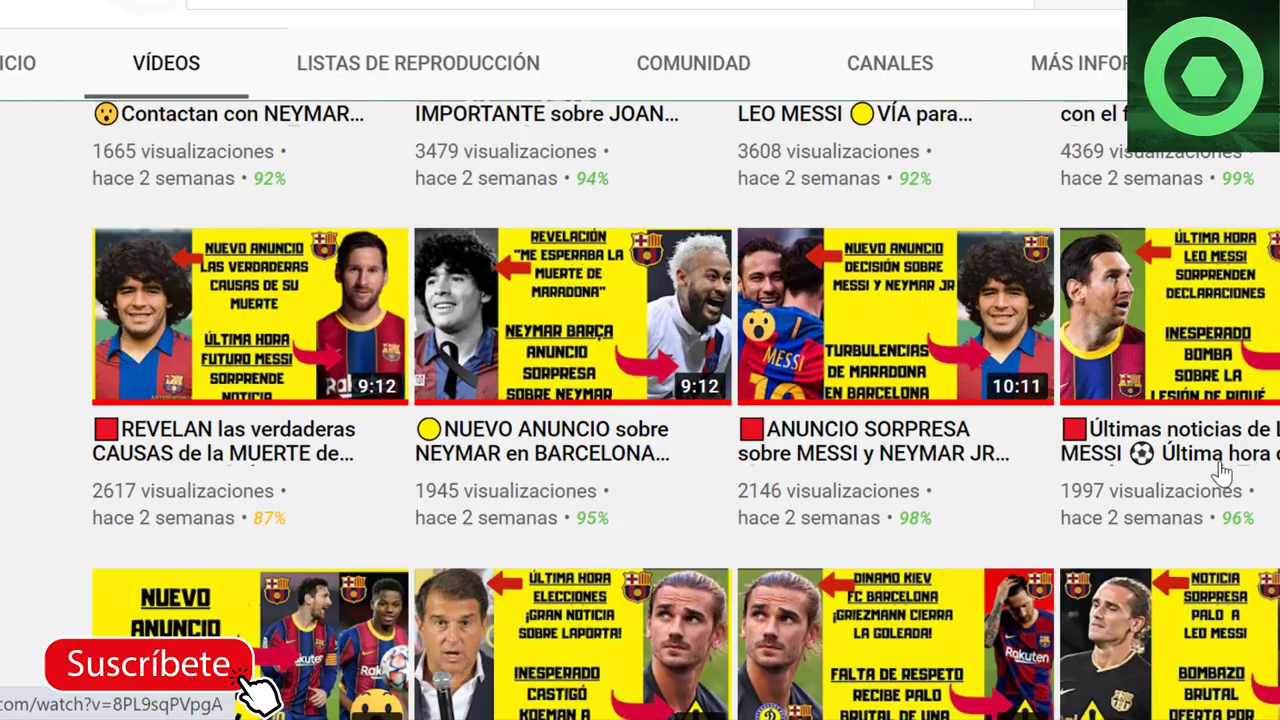 ICIO
VÍDEOS
LISTAS DE REPRODUCCIÓN
COMUNIDAD
CANALES
MÁS INFOR
😮Contactan con NEYMAR...
1665 visualizaciones •
hace 2 semanas • 92%
IMPORTANTE sobre JOAN...
3479 visualizaciones •
hace 2 semanas • 94%
LEO MESSI 🟡VÍA para...
3608 visualizaciones •
hace 2 semanas • 92%
con el f
4369 visualizaciones •
hace 2 semanas • 99%
NUEVO ANUNCIO
LAS VERDADERAS
CAUSAS DE SU
MUERTE
ÚLTIMA HORA
FUTURO MESSI
SORPRENDE
NOTICIA
9:12
🟥REVELAN las verdaderas
CAUSAS de la MUERTE de...
2617 visualizaciones •
hace 2 semanas • 87%
REVELACIÓN
"ME ESPERABA LA
MUERTE DE
MARADONA"
NEYMAR BARÇA
ANUNCIO
SORPRESA
SOBRE NEYMAR
9:12
🟡NUEVO ANUNCIO sobre
NEYMAR en BARCELONA...
1945 visualizaciones •
hace 2 semanas • 95%
NUEVO ANUNCIO
DECISIÓN SOBRE
MESSI Y NEYMAR JR
MESSI
TURBULENCIAS
DE MARADONA
EN BARCELONA
10:11
🟥ANUNCIO SORPRESA
sobre MESSI y NEYMAR JR...
2146 visualizaciones •
hace 2 semanas • 98%
ÚLTIMA HORA
LEO MESSI
SORPRENDEN
DECLARACIONES
INESPERADO
BOMBA
SOBRE LA
LESIÓN DE PIQUÉ
🟥Últimas noticias de L
MESSI ⚽ Última hora
1997 visualizaciones •
hace 2 semanas • 96%
NUEVO
ANUNCIO
Rakuten
ÚLTIMA HORA
ELECCIONES
¡GRAN NOTICIA
SOBRE LAPORTA!
INESPERADO
CASTIGÓ
KOEMAN A
DINAMO KIEV
FC BARCELONA
¡GRIEZMANN CIERRA
LA GOLEADA!
FALTA DE RESPETO
RECIBE PALO
BRUTAL DE UNA
Rakuten
NOTICIA
SORPRESA
PALO A
LEO MESSI
BOMBAZO
BRUTAL
OFERTA POR
Suscríbete
com/watch?v=8PL9sqPVpgA